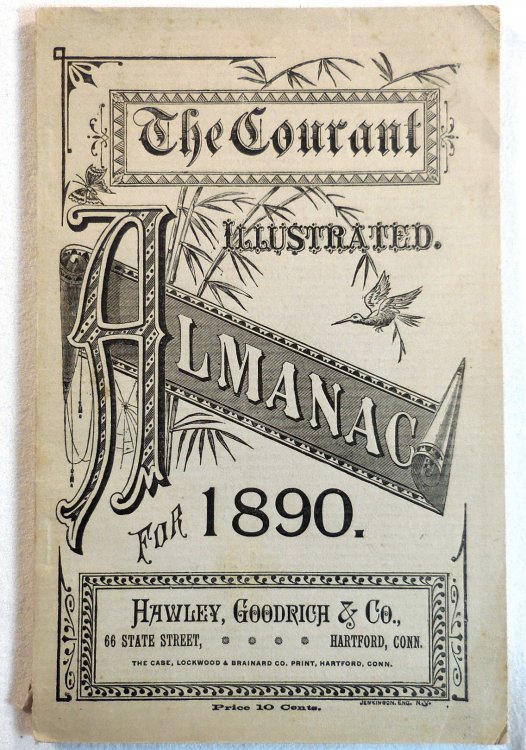 The Courant
ILLUSTRATED.
ALMANAC
FOR 1890.
HAWLEY, GOODRICH & CO.,
66 STATE STREET, HARTFORD, CONN.
THE CASE, LOCKWOOD & BRAINARD CO. PRINT, HARTFORD, CONN.
JENKINSON. ENG. N.Y.
Price 10 Cents.